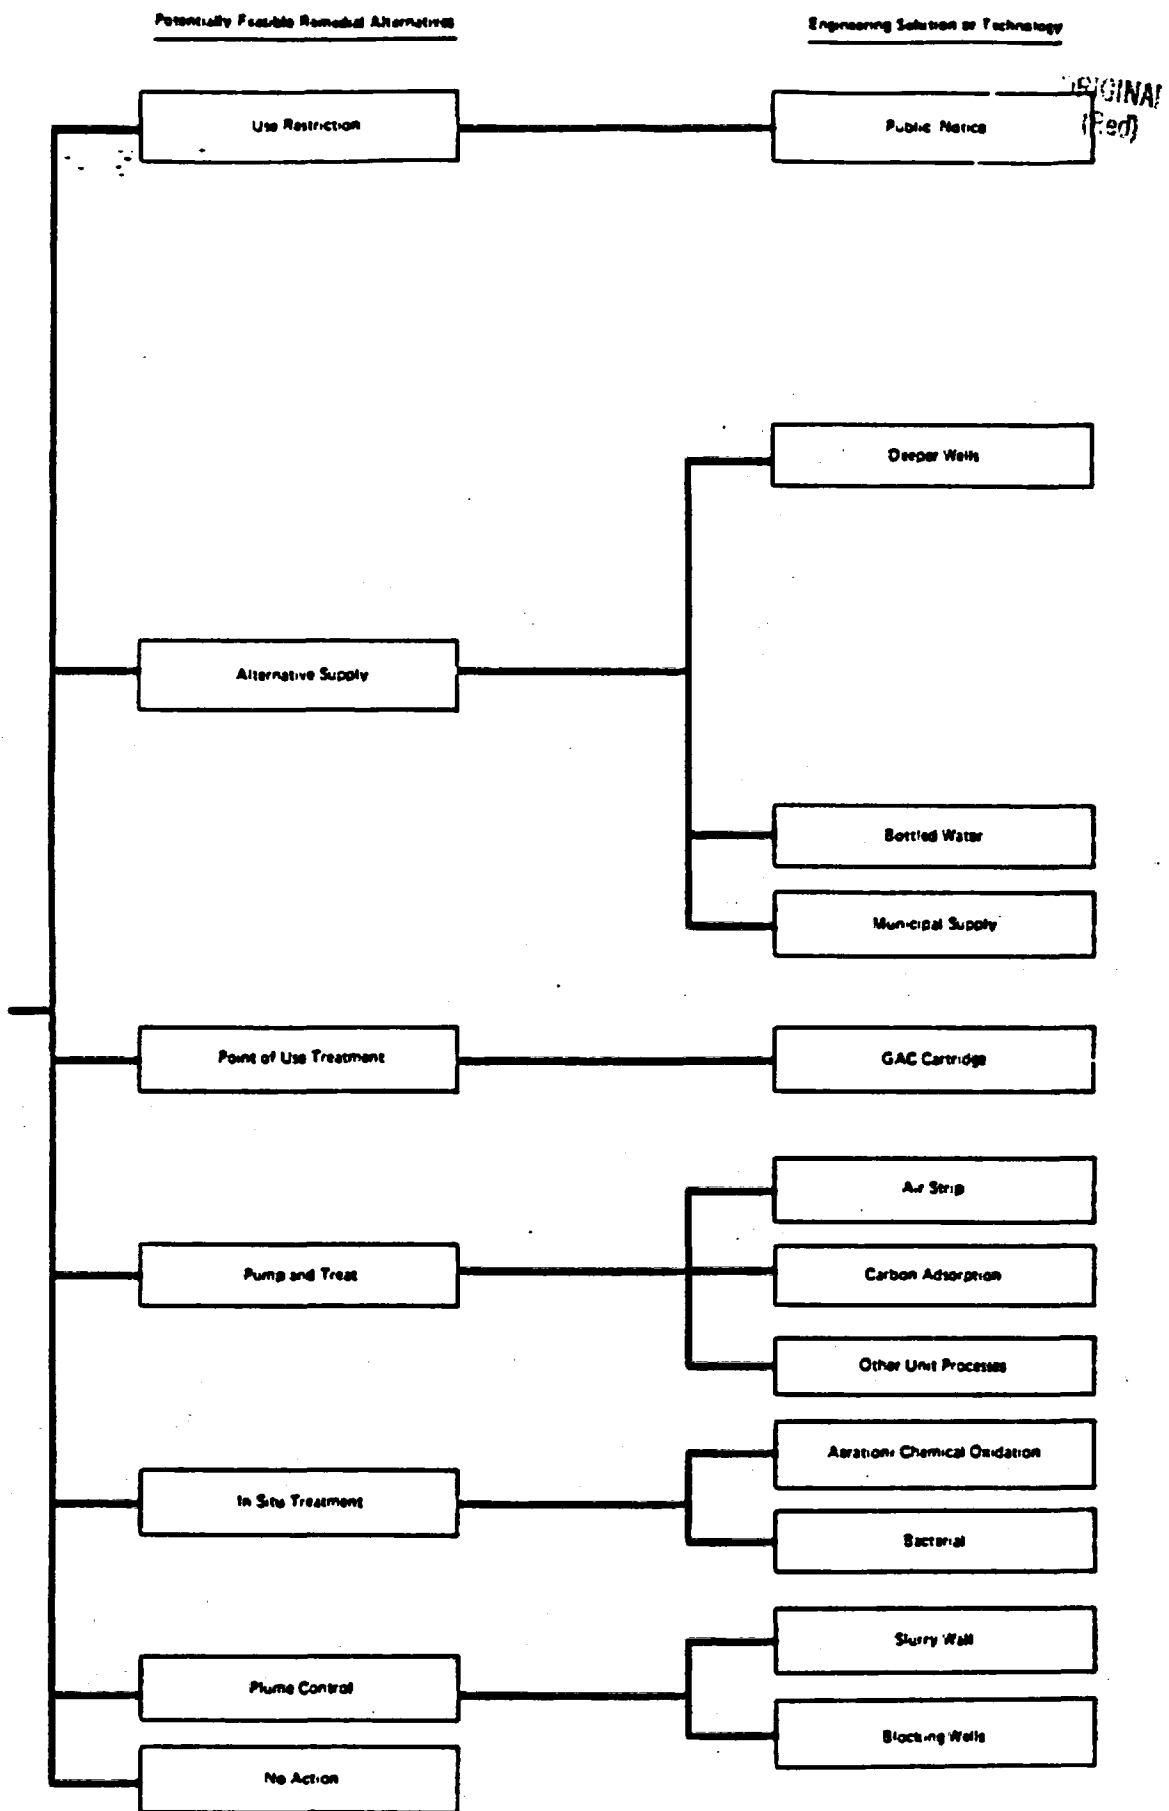 Potentially Feasible Remedial Alternatives
Engineering Solution or Technology
ORIGINAL
(Red)
Use Restriction
Public Notice
Deeper Wells
Alternative Supply
Bottled Water
Municipal Supply
Point of Use Treatment
GAC Cartridge
Air Strip
Pump and Treat
Carbon Adsorption
Other Unit Processes
Aeration, Chemical Oxidation
In Situ Treatment
Bacterial
Slurry Wall
Plume Control
Blocking Wells
No Action